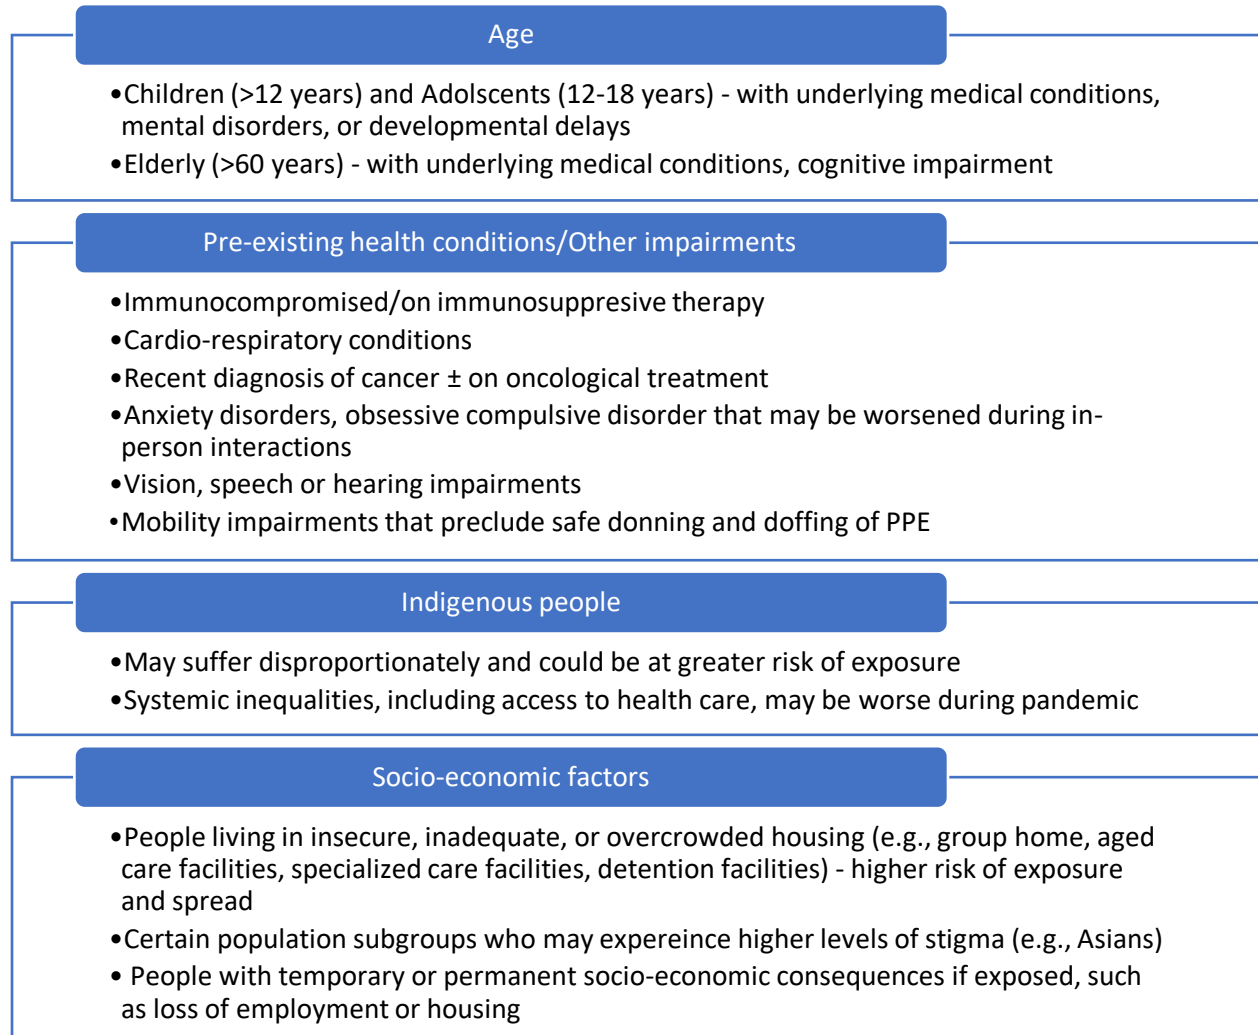 Age
•Children (>12 years) and Adolscents (12-18 years) - with underlying medical conditions,
mental disorders, or developmental delays
•Elderly (>60 years) - with underlying medical conditions, cognitive impairment
Pre-existing health conditions/Other impairments
•Immunocompromised/on immunosuppresive therapy
•Cardio-respiratory conditions
•Recent diagnosis of cancer ± on oncological treatment
•Anxiety disorders, obsessive compulsive disorder that may be worsened during in-
person interactions
•Vision, speech or hearing impairments
•Mobility impairments that preclude safe donning and doffing of PPE
Indigenous people
•May suffer disproportionately and could be at greater risk of exposure
•Systemic inequalities, including access to health care, may be worse during pandemic
Socio-economic factors
•People living in insecure, inadequate, or overcrowded housing (e.g., group home, aged
care facilities, specialized care facilities, detention facilities) - higher risk of exposure
and spread
•Certain population subgroups who may expereince higher levels of stigma (e.g., Asians)
• People with temporary or permanent socio-economic consequences if exposed, such
as loss of employment or housing